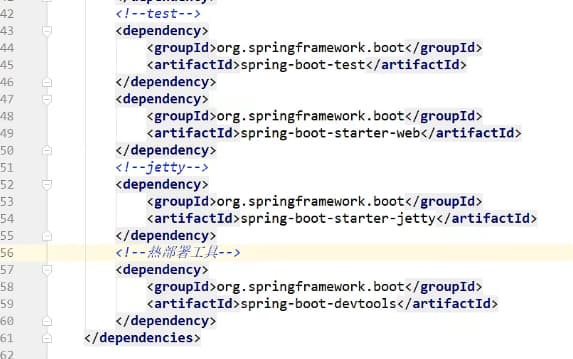 42 <!--test-->
43 <dependency>
44 <groupId>org.springframework.boot</groupId>
45 <artifactId>spring-boot-test</artifactId>
46 </dependency>
47 <dependency>
48 <groupId>org.springframework.boot</groupId>
49 <artifactId>spring-boot-starter-web</artifactId>
50 </dependency>
51 <!--jetty-->
52 <dependency>
53 <groupId>org.springframework.boot</groupId>
54 <artifactId>spring-boot-starter-jetty</artifactId>
55 </dependency>
56 <!--热部署工具-->
57 <dependency>
58 <groupId>org.springframework.boot</groupId>
59 <artifactId>spring-boot-devtools</artifactId>
60 </dependency>
61 </dependencies>
62